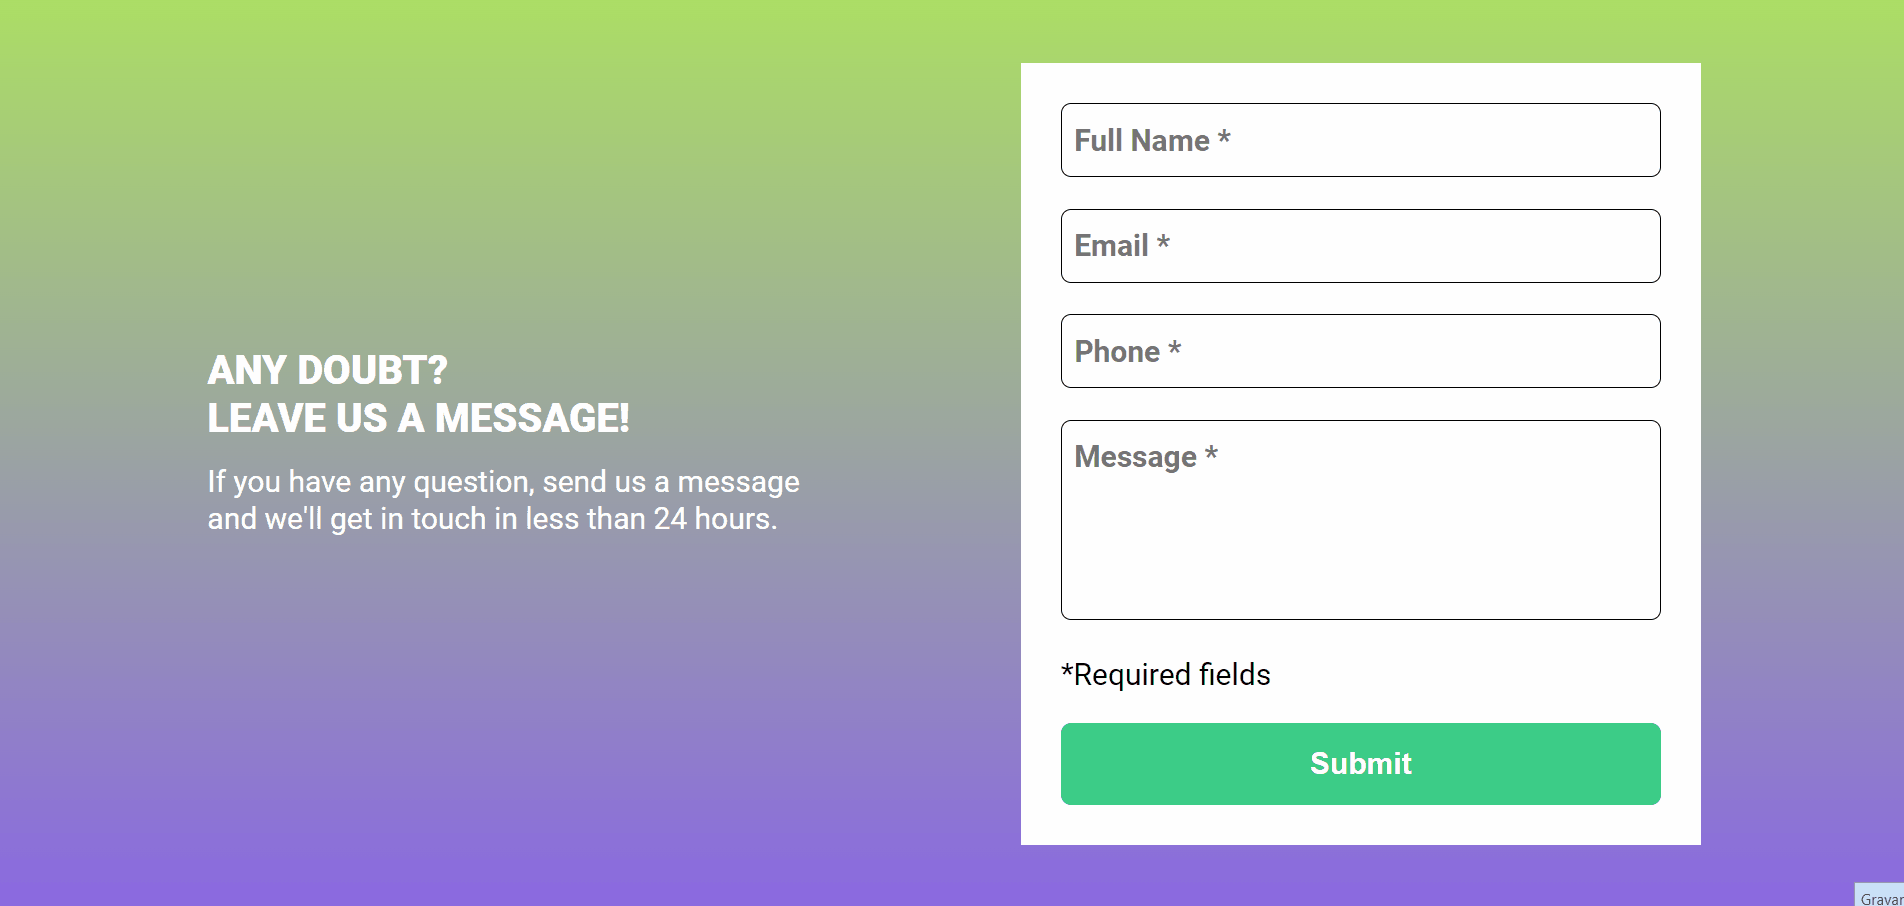 ANY DOUBT?
LEAVE US A MESSAGE!
If you have any question, send us a message
and we'll get in touch in less than 24 hours.
Full Name *
Email *
Phone *
Message *
*Required fields
Submit